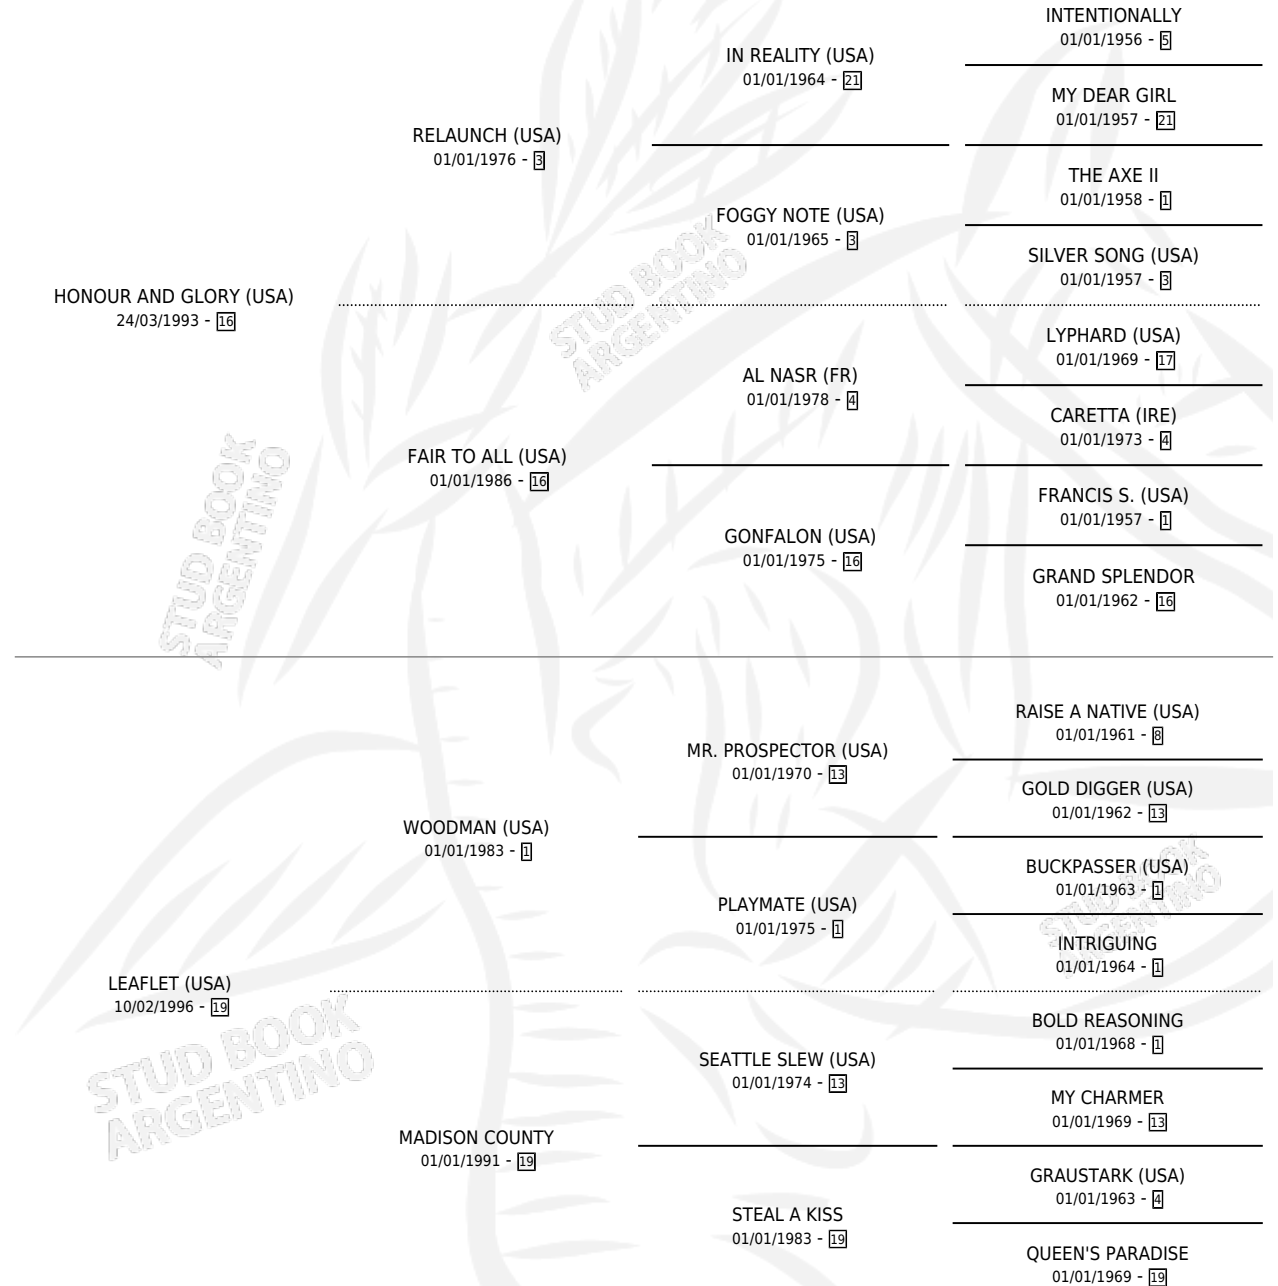 INTENTIONALLY
01/01/1956 - 5
IN REALITY (USA)
01/01/1964 - 21
MY DEAR GIRL
01/01/1957 - 21
RELAUNCH (USA)
01/01/1976 - 3
THE AXE II
01/01/1958 - 1
FOGGY NOTE (USA)
01/01/1965 - 3
SILVER SONG (USA)
01/01/1957 - 3
HONOUR AND GLORY (USA)
24/03/1993 - 16
LYPHARD (USA)
01/01/1969 - 17
AL NASR (FR)
01/01/1978 - 4
CARETTA (IRE)
01/01/1973 - 4
FAIR TO ALL (USA)
01/01/1986 - 16
FRANCIS S. (USA)
01/01/1957 - 1
GONFALON (USA)
01/01/1975 - 16
GRAND SPLENDOR
01/01/1962 - 16
RAISE A NATIVE (USA)
01/01/1961 - 8
MR. PROSPECTOR (USA)
01/01/1970 - 13
GOLD DIGGER (USA)
01/01/1962 - 13
WOODMAN (USA)
01/01/1983 - 1
BUCKPASSER (USA)
01/01/1963 - 1
PLAYMATE (USA)
01/01/1975 - 1
INTRIGUING
01/01/1964 - 1
LEAFLET (USA)
10/02/1996 - 19
BOLD REASONING
01/01/1968 - 1
SEATTLE SLEW (USA)
01/01/1974 - 13
MY CHARMER
01/01/1969 - 13
MADISON COUNTY
01/01/1991 - 19
GRAUSTARK (USA)
01/01/1963 - 4
STEAL A KISS
01/01/1983 - 19
QUEEN'S PARADISE
01/01/1969 - 19
STUD BOOK
ARGENTINO
STUD BOOK
ARGENTINO
STUD BOOK
ARGENTINO
STUD BOOK
ARGENTINO